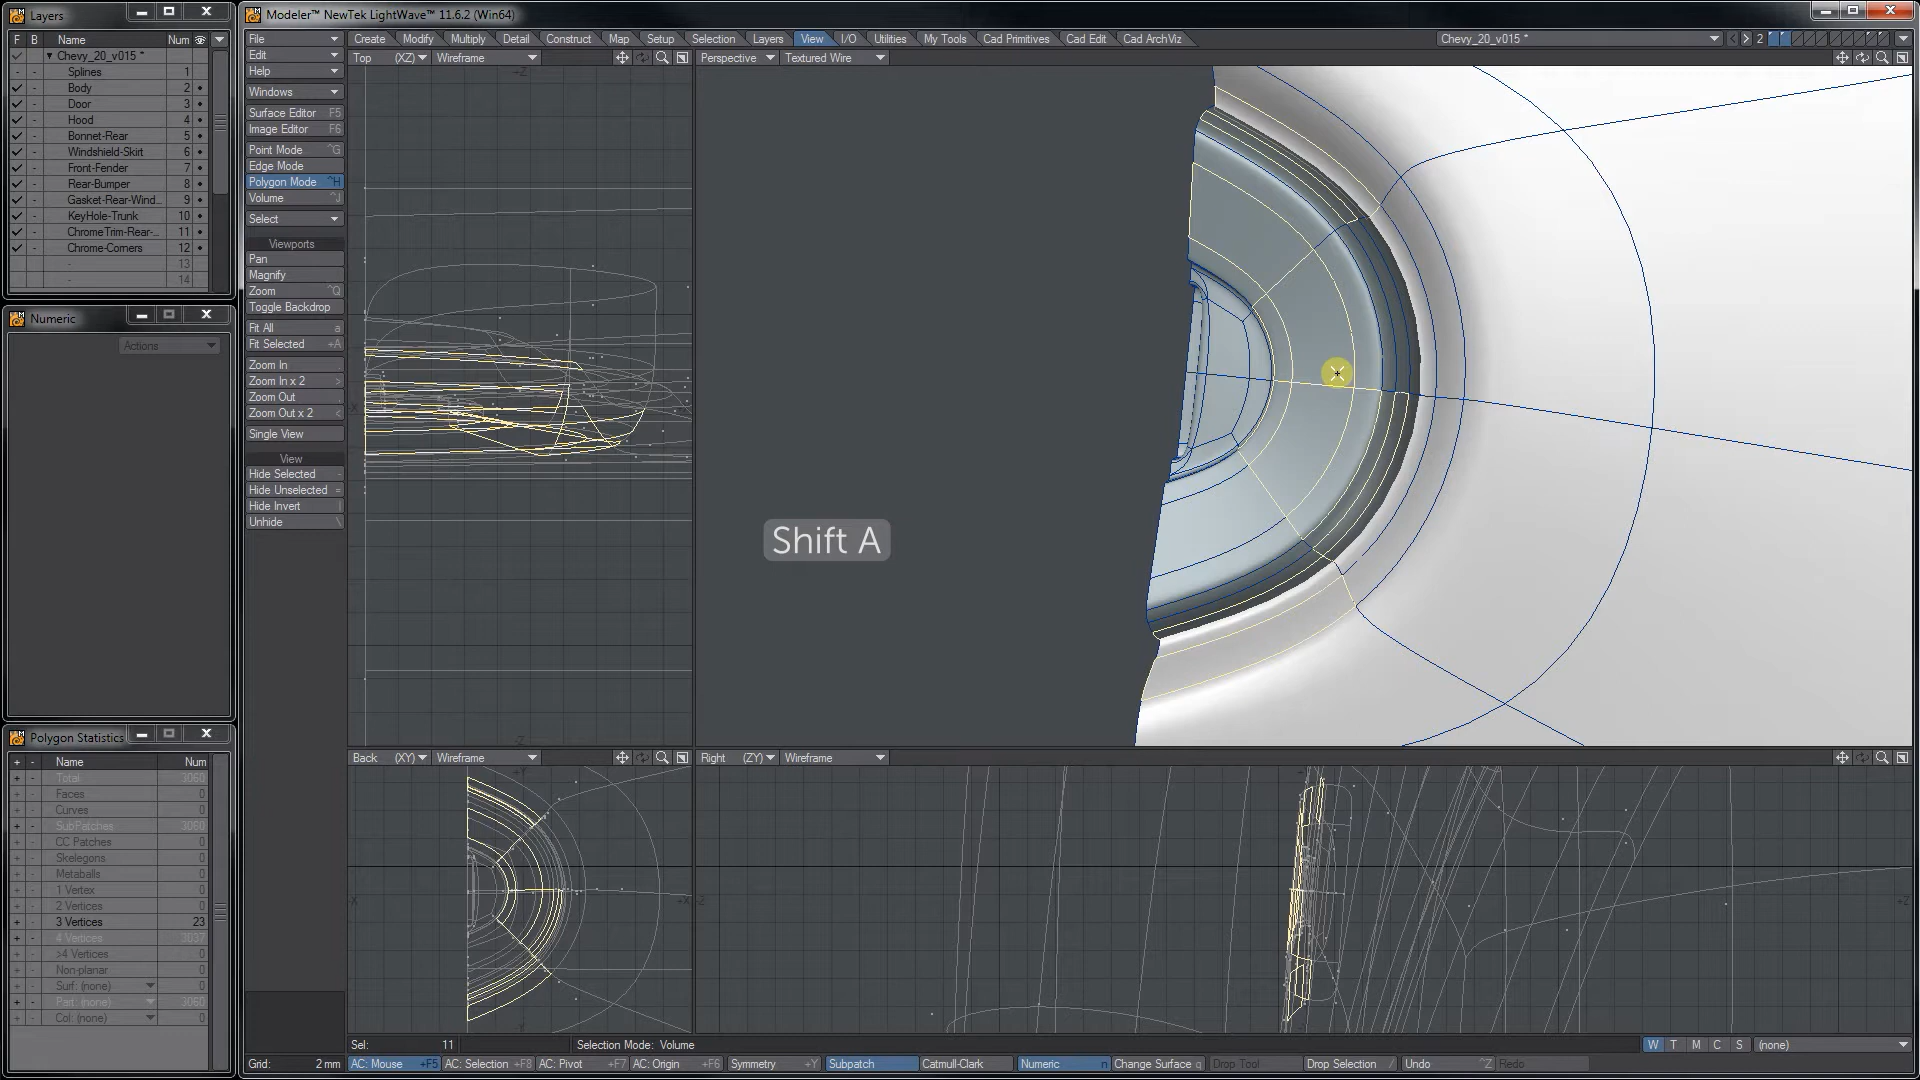 Layers
F B Name Num
Chevy_20_v015 *
Splines 1
Body 2
Door 3
Hood 4
Bonnet-Rear 5
Windshield-Skirt 6
Front-Fender 7
Rear-Bumper 8
Gasket-Rear-Wind... 9
KeyHole-Trunk 10
ChromeTrim-Rear-... 11
Chrome-Corners 12
13
14
Numeric
Actions
Polygon Statistics
+ - Name Num
+ - Total 3060
+ - Faces 0
+ - Curves 0
+ - SubPatches 3060
+ - CC Patches 0
+ - Skelegons 0
+ - Metaballs 0
+ - 1 Vertex 0
+ - 2 Vertices 0
+ - 3 Vertices 23
+ - 4 Vertices 3037
+ - >4 Vertices 0
+ - Non-planar 0
+ - Surf: (none) 0
+ - Part: (none) 3060
+ - Col: (none) 0
Modeler™ NewTek LightWave™ 11.6.2 (Win64)
File
Edit
Help
Windows
Surface Editor F5
Image Editor F6
Point Mode ^G
Edge Mode
Polygon Mode ^H
Volume ^J
Select
Viewports
Pan
Magnify
Zoom ^Q
Toggle Backdrop
Fit All a
Fit Selected +A
Zoom In .
Zoom In x 2 >
Zoom Out ,
Zoom Out x 2 <
Single View
View
Hide Selected -
Hide Unselected =
Hide Invert |
Unhide \
Create Modify Multiply Detail Construct Map Setup Selection Layers View I/O Utilities My Tools Cad Primitives Cad Edit Cad ArchViz
Chevy_20_v015 * 2
Top (XZ) Wireframe
Perspective Textured Wire
Shift A
Back (XY) Wireframe
Right (ZY) Wireframe
Sel: 11 Selection Mode: Volume
W T M C S (none)
Grid: 2 mm AC: Mouse +F5 AC: Selection +F8 AC: Pivot +F7 AC: Origin +F6 Symmetry +Y Subpatch Catmull-Clark Numeric n Change Surface q Drop Tool Drop Selection / Undo ^Z Redo